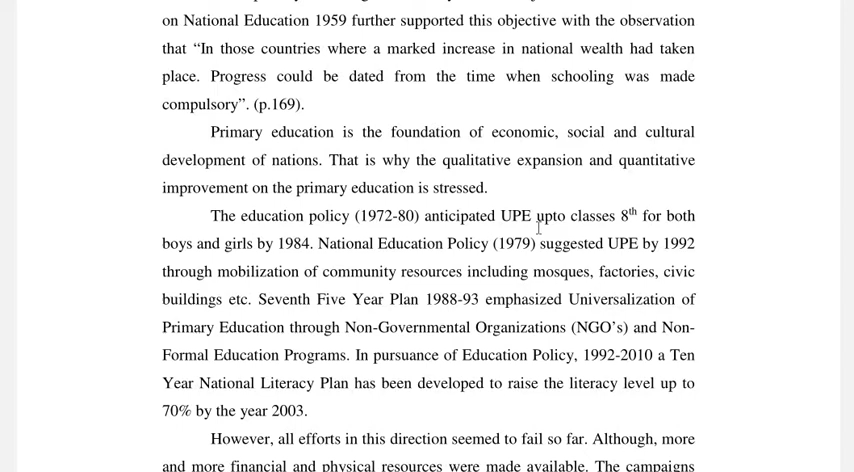 on National Education 1959 further supported this objective with the observation
that “In those countries where a marked increase in national wealth had taken
place. Progress could be dated from the time when schooling was made
compulsory”. (p.169).
Primary education is the foundation of economic, social and cultural
development of nations. That is why the qualitative expansion and quantitative
improvement on the primary education is stressed.
The education policy (1972-80) anticipated UPE upto classes 8th for both
boys and girls by 1984. National Education Policy (1979) suggested UPE by 1992
through mobilization of community resources including mosques, factories, civic
buildings etc. Seventh Five Year Plan 1988-93 emphasized Universalization of
Primary Education through Non-Governmental Organizations (NGO’s) and Non-
Formal Education Programs. In pursuance of Education Policy, 1992-2010 a Ten
Year National Literacy Plan has been developed to raise the literacy level up to
70% by the year 2003.
However, all efforts in this direction seemed to fail so far. Although, more
and more financial and physical resources were made available. The campaigns